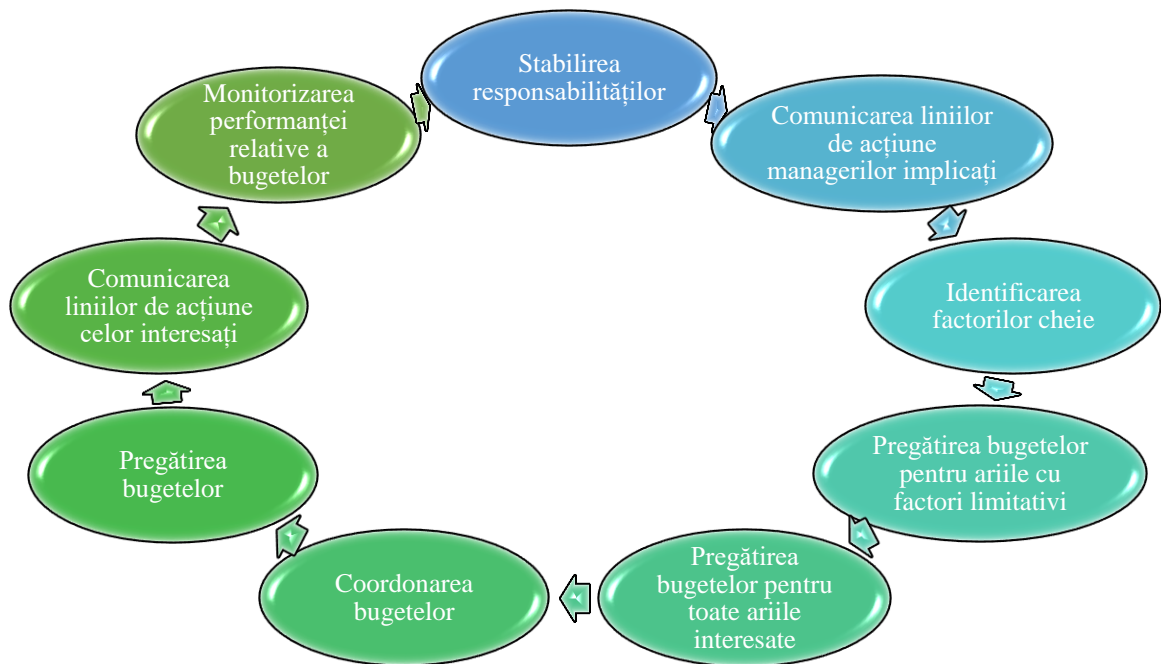 Stabilirea
responsabilităților
Comunicarea liniilor
de acțiune
managerilor implicați
Identificarea
factorilor cheie
Pregătirea bugetelor
pentru ariile cu
factori limitativi
Pregătirea
bugetelor pentru
toate ariile
interesate
Coordonarea
bugetelor
Pregătirea
bugetelor
Comunicarea
liniilor de acțiune
celor interesați
Monitorizarea
performanței
relative a
bugetelor